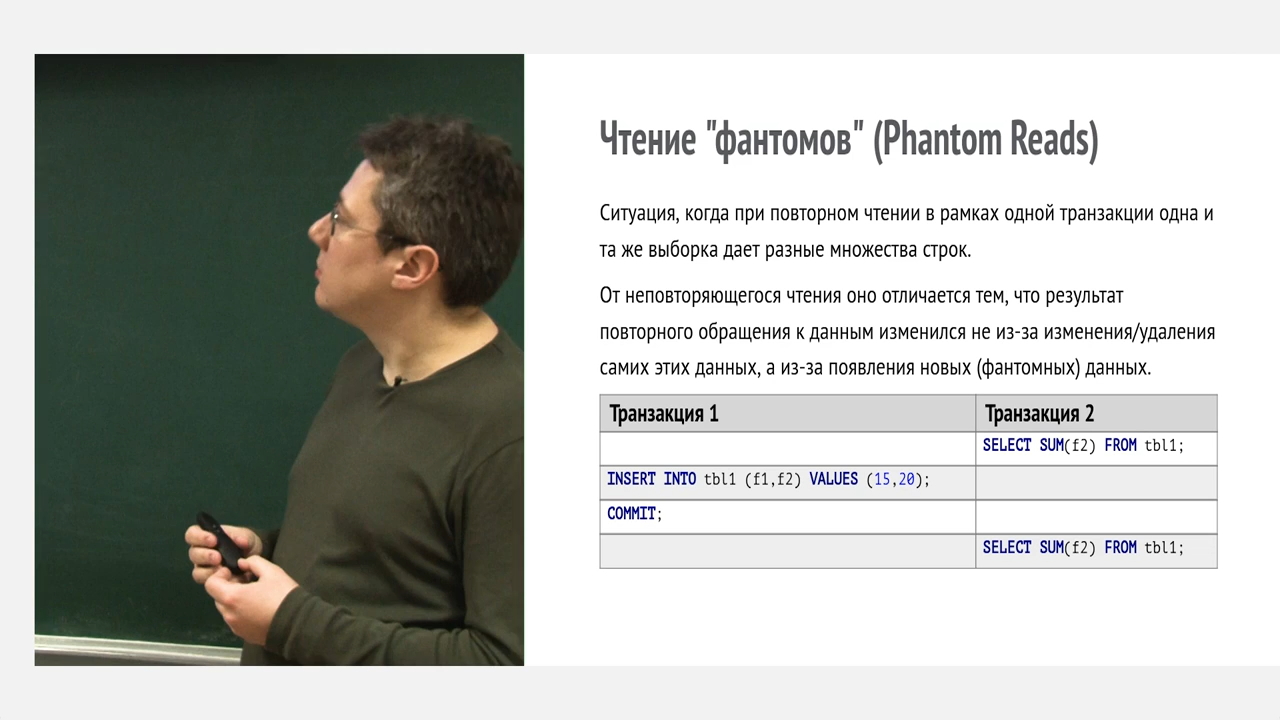 Чтение "фантомов" (Phantom Reads)
Ситуация, когда при повторном чтении в рамках одной транзакции одна и
та же выборка дает разные множества строк.
От неповторяющегося чтения оно отличается тем, что результат
повторного обращения к данным изменился не из-за изменения/удаления
самих этих данных, а из-за появления новых (фантомных) данных.
Транзакция 1 Транзакция 2
SELECT SUM(f2) FROM tbl1;
INSERT INTO tbl1 (f1,f2) VALUES (15,20);
COMMIT;
SELECT SUM(f2) FROM tbl1;